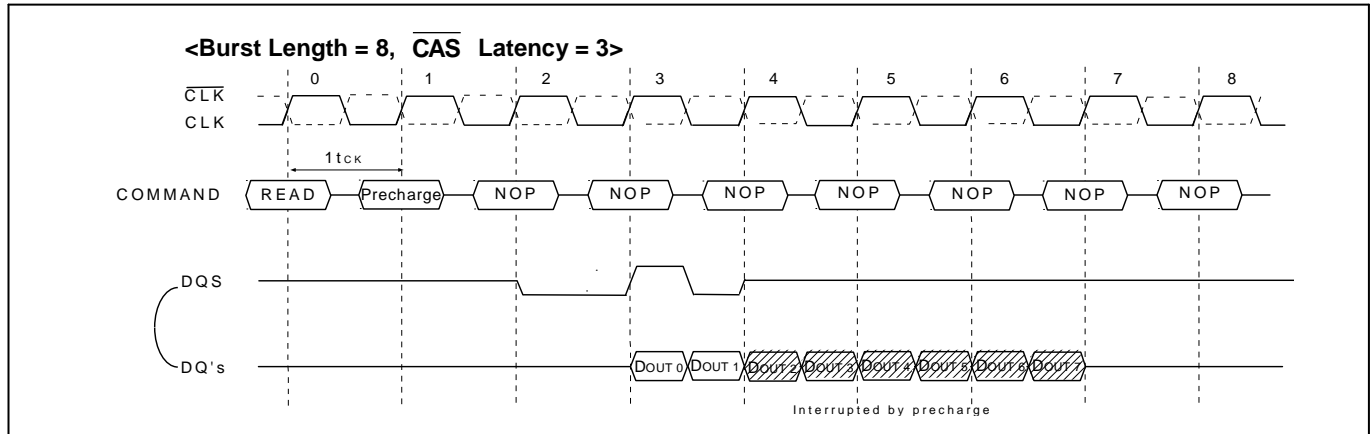 <Burst Length = 8, CAS Latency = 3>
0 1 2 3 4 5 6 7 8
CLK
CLK
1tCK
COMMAND READ Precharge NOP NOP NOP NOP NOP NOP NOP
DQS
DQ's DOUT 0 DOUT 1 DOUT 2 DOUT 3 DOUT 4 DOUT 5 DOUT 6 DOUT 7
Interrupted by precharge